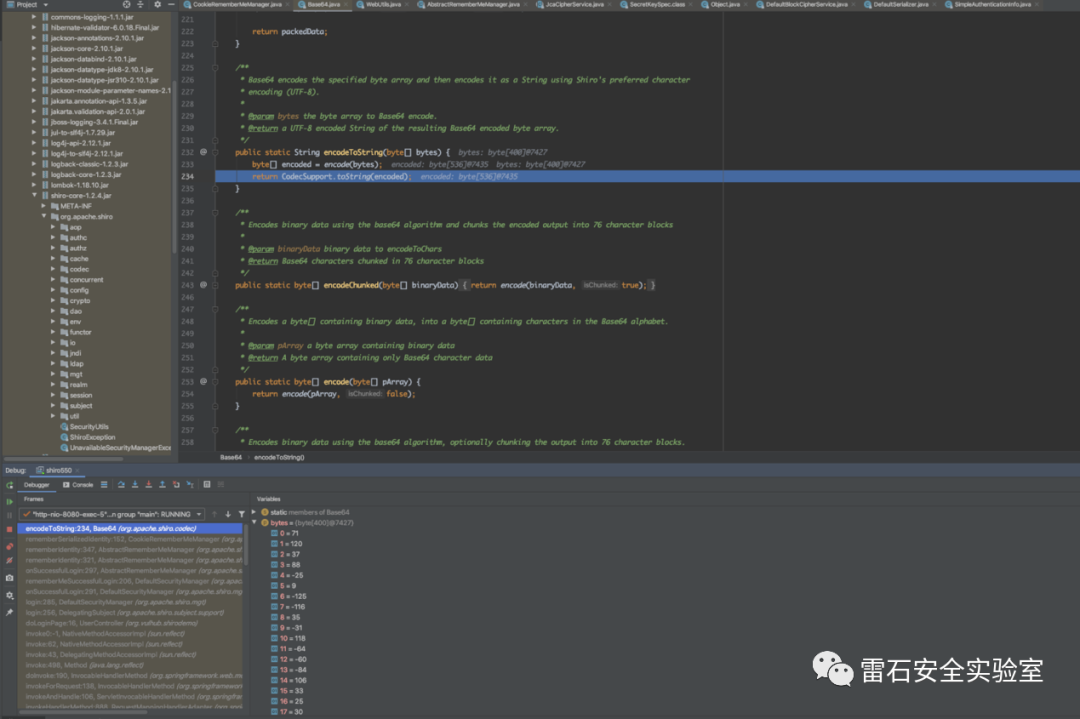 Project
CookieRememberMeManager.java
Base64.java
WebUtils.java
AbstractRememberMeManager.java
JcaCipherService.java
SecretKeySpec.class
Object.java
DefaultBlockCipherService.java
DefaultSerializer.java
SimpleAuthenticationInfo.java
commons-logging-1.1.1.jar
hibernate-validator-6.0.18.Final.jar
jackson-annotations-2.10.1.jar
jackson-core-2.10.1.jar
jackson-databind-2.10.1.jar
jackson-datatype-jdk8-2.10.1.jar
jackson-datatype-jsr310-2.10.1.jar
jackson-module-parameter-names-2.1
jakarta.annotation-api-1.3.5.jar
jakarta.validation-api-2.0.1.jar
jboss-logging-3.4.1.Final.jar
jul-to-slf4j-1.7.29.jar
log4j-api-2.12.1.jar
log4j-to-slf4j-2.12.1.jar
logback-classic-1.2.3.jar
logback-core-1.2.3.jar
lombok-1.18.10.jar
shiro-core-1.2.4.jar
META-INF
org.apache.shiro
aop
authc
authz
cache
codec
concurrent
config
crypto
dao
env
functor
io
jndi
ldap
mgt
realm
session
subject
util
SecurityUtils
ShiroException
UnavailableSecurityManagerExce
221
222 return packedData;
223 }
224
225 /**
226 * Base64 encodes the specified byte array and then encodes it as a String using Shiro's preferred character
227 * encoding (UTF-8).
228 *
229 * @param bytes the byte array to Base64 encode.
230 * @return a UTF-8 encoded String of the resulting Base64 encoded byte array.
231 */
232 @ public static String encodeToString(byte[] bytes) { bytes: byte[400]@7427
233 byte[] encoded = encode(bytes); encoded: byte[536]@7435 bytes: byte[400]@7427
234 return CodecSupport.toString(encoded); encoded: byte[536]@7435
235 }
236
237 /**
238 * Encodes binary data using the base64 algorithm and chunks the encoded output into 76 character blocks
239 *
240 * @param binaryData binary data to encodeToChars
241 * @return Base64 characters chunked in 76 character blocks
242 */
243 @ public static byte[] encodeChunked(byte[] binaryData) { return encode(binaryData, isChunked: true); }
246
247 /**
248 * Encodes a byte[] containing binary data, into a byte[] containing characters in the Base64 alphabet.
249 *
250 * @param pArray a byte array containing binary data
251 * @return A byte array containing only Base64 character data
252 */
253 @ public static byte[] encode(byte[] pArray) {
254 return encode(pArray, isChunked: false);
255 }
256
257 /**
258 * Encodes binary data using the base64 algorithm, optionally chunking the output into 76 character blocks.
Base64 encodeToString()
Debug: shiro550
Debugger Console
Frames
"http-nio-8080-exec-5"...n group "main": RUNNING
encodeToString:234, Base64 (org.apache.shiro.codec)
rememberSerializedIdentity:152, CookieRememberMeManager (org.a
rememberIdentity:347, AbstractRememberMeManager (org.apache.sh
rememberIdentity:321, AbstractRememberMeManager (org.apache.sh
onSuccessfulLogin:297, AbstractRememberMeManager (org.apache.s
rememberMeSuccessfulLogin:206, DefaultSecurityManager (org.apac
onSuccessfulLogin:291, DefaultSecurityManager (org.apache.shiro.mg
login:285, DefaultSecurityManager (org.apache.shiro.mgt)
login:256, DelegatingSubject (org.apache.shiro.subject.support)
doLoginPage:16, UserController (org.vulhub.shirodemo)
invoke0:-1, NativeMethodAccessorImpl (sun.reflect)
invoke:62, NativeMethodAccessorImpl (sun.reflect)
invoke:43, DelegatingMethodAccessorImpl (sun.reflect)
invoke:498, Method (java.lang.reflect)
doInvoke:190, InvocableHandlerMethod (org.springframework.web.m
invokeForRequest:138, InvocableHandlerMethod (org.springframewor
invokeAndHandle:106, ServletInvocableHandlerMethod (org.springfra
Variables
static members of Base64
bytes = {byte[400]@7427}
0 = 71
1 = 120
2 = 37
3 = 88
4 = -25
5 = 9
6 = -125
7 = -116
8 = 35
9 = -31
10 = 118
11 = -64
12 = -60
13 = -84
14 = 106
15 = 33
16 = 25
17 = 30
雷石安全实验室